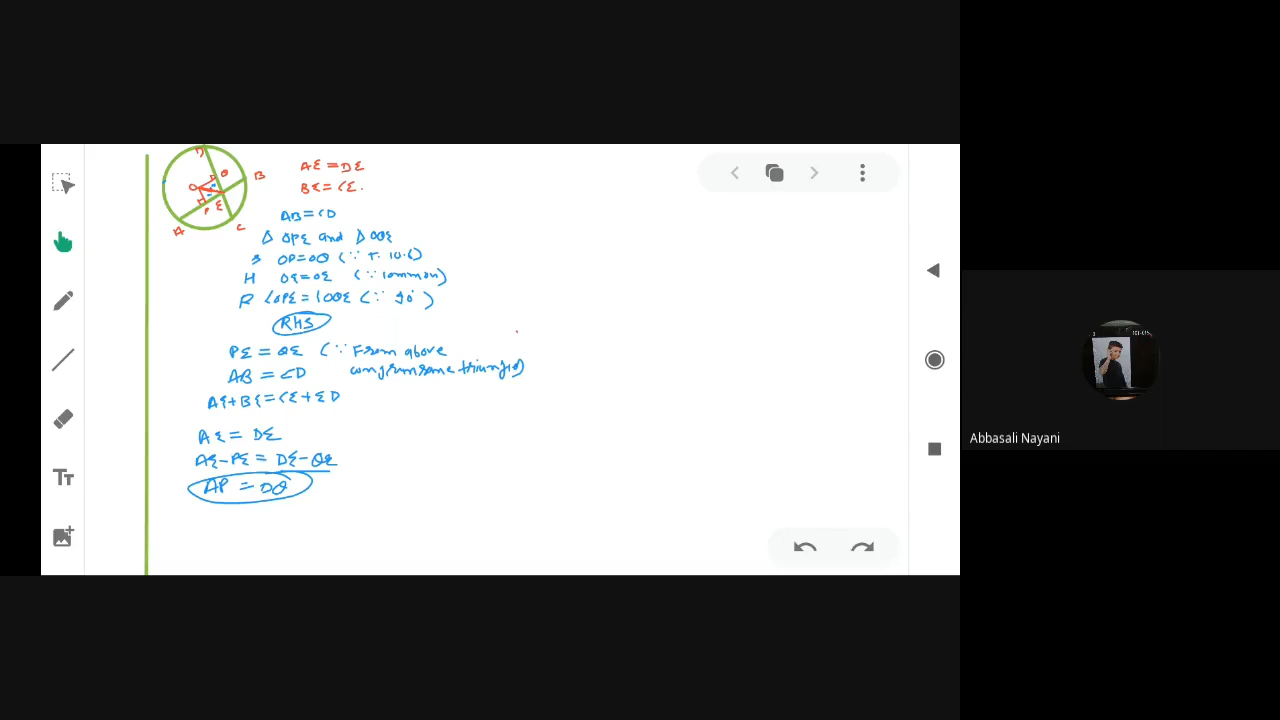 D
O
Q
B
P
E
A
C
AE = DE
BE = CE.
AB = CD
Δ OPE and Δ OQE
S OP = OQ (∵ T. 10.6)
H OE = OE (∵ common)
R ∠OPE = ∠OQE (∵ 90°)
RHS
PE = QE (∵ From above
AB = CD
AE + BE = CE + ED
AE = DE
AE - PE = DE - QE
AP = DQ
Tт
Abbasali Nayani